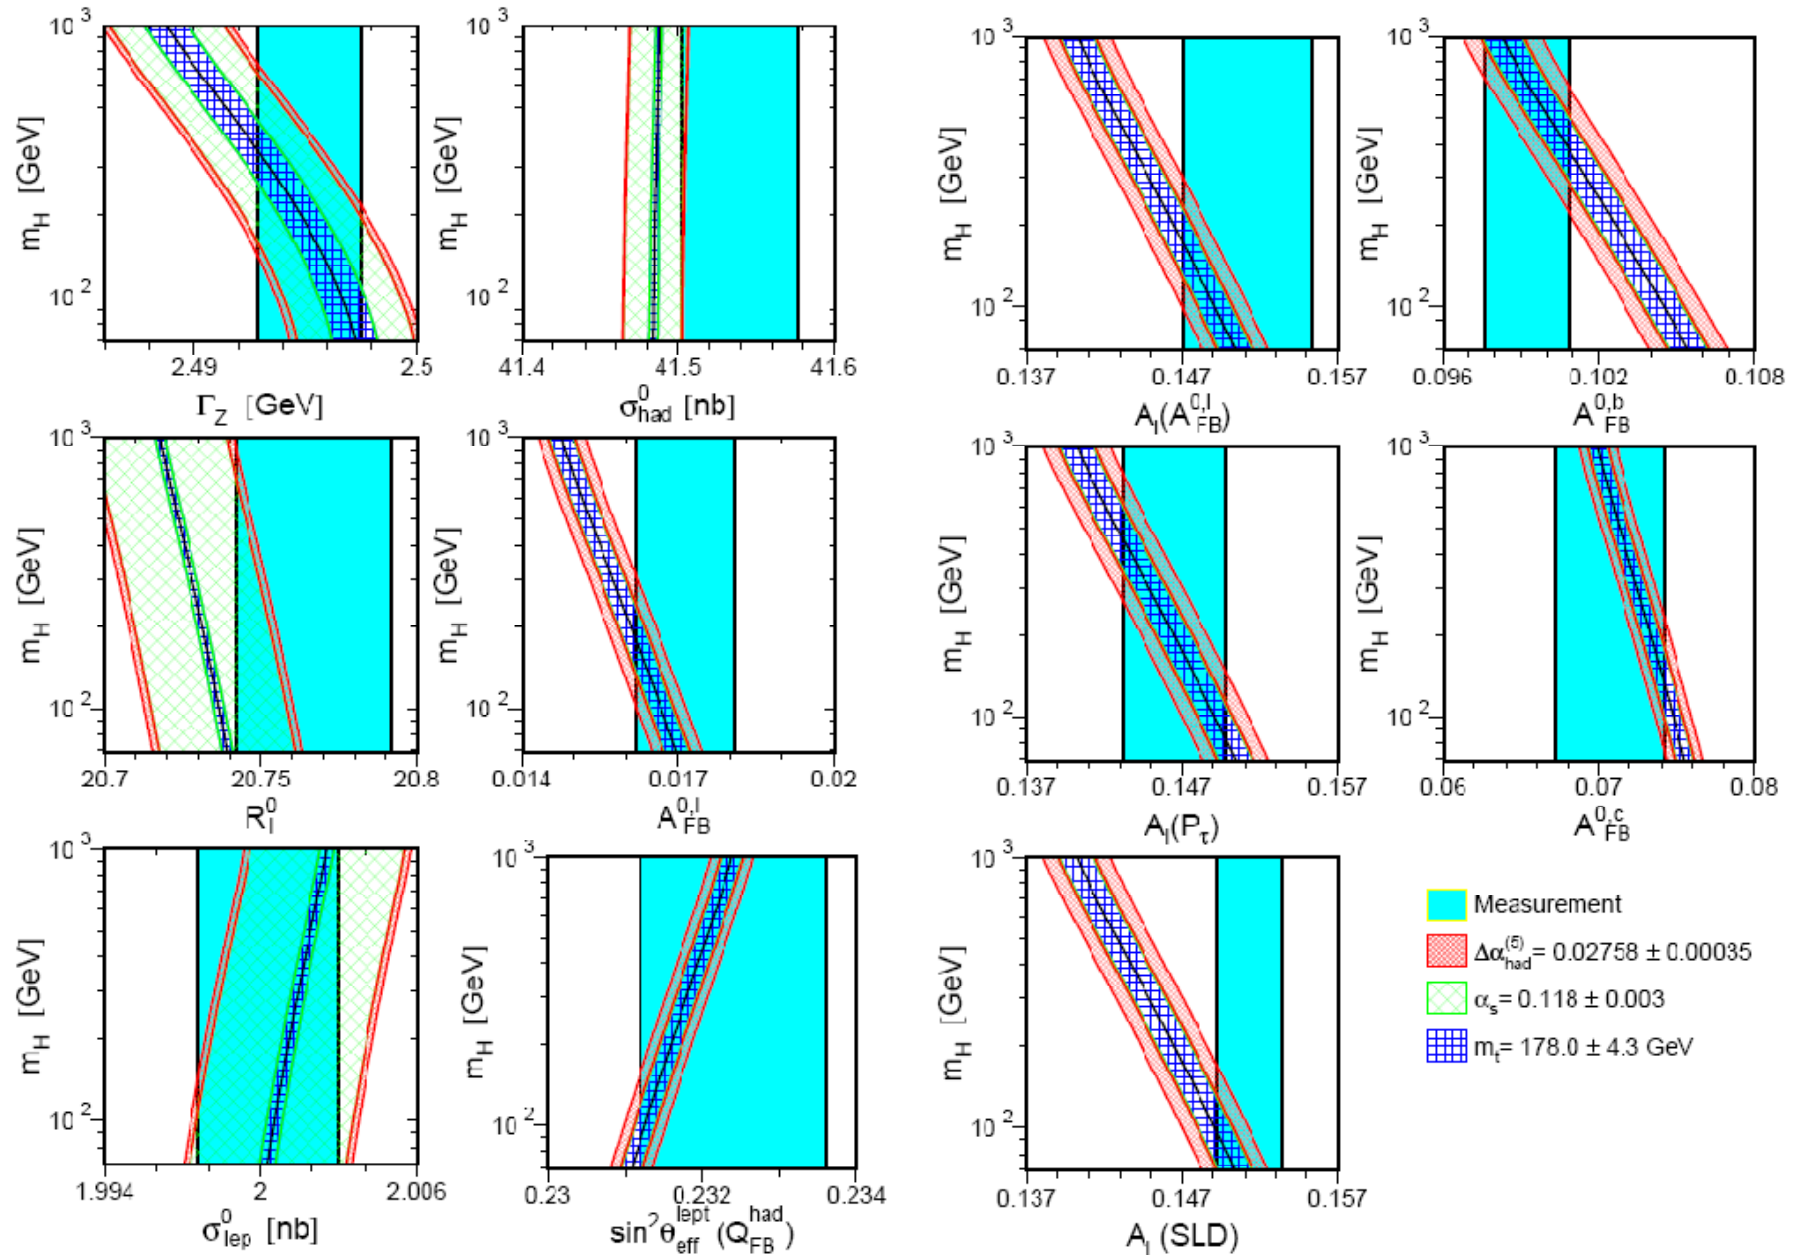 10³
m_H [GeV]
10²
2.49 2.5
Γ_Z [GeV]
10³
m_H [GeV]
10²
41.4 41.5 41.6
σ⁰_had [nb]
10³
m_H [GeV]
10²
0.137 0.147 0.157
A_l(A^{0,l}_FB)
10³
m_H [GeV]
10²
0.096 0.102 0.108
A^{0,b}_FB
10³
m_H [GeV]
10²
20.7 20.75 20.8
R⁰_l
10³
m_H [GeV]
10²
0.014 0.017 0.02
A^{0,l}_FB
10³
m_H [GeV]
10²
0.137 0.147 0.157
A_l(P_τ)
10³
m_H [GeV]
10²
0.06 0.07 0.08
A^{0,c}_FB
10³
m_H [GeV]
10²
1.994 2 2.006
σ⁰_lep [nb]
10³
m_H [GeV]
10²
0.23 0.232 0.234
sin²θ^lept_eff (Q^had_FB)
10³
m_H [GeV]
10²
0.137 0.147 0.157
A_l (SLD)
Measurement
Δα^(5)_had= 0.02758 ± 0.00035
α_s= 0.118 ± 0.003
m_t= 178.0 ± 4.3 GeV